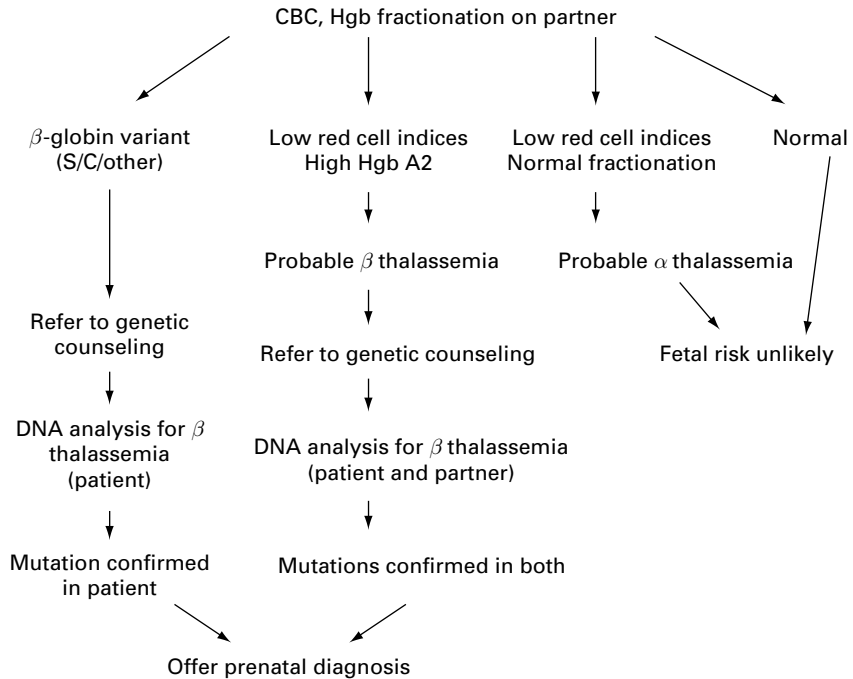 CBC, Hgb fractionation on partner
β-globin variant
(S/C/other)
Low red cell indices
High Hgb A2
Low red cell indices
Normal fractionation
Normal
Probable β thalassemia
Probable α thalassemia
Refer to genetic
counseling
Refer to genetic counseling
Fetal risk unlikely
DNA analysis for β
thalassemia
(patient)
DNA analysis for β thalassemia
(patient and partner)
Mutation confirmed
in patient
Mutations confirmed in both
Offer prenatal diagnosis